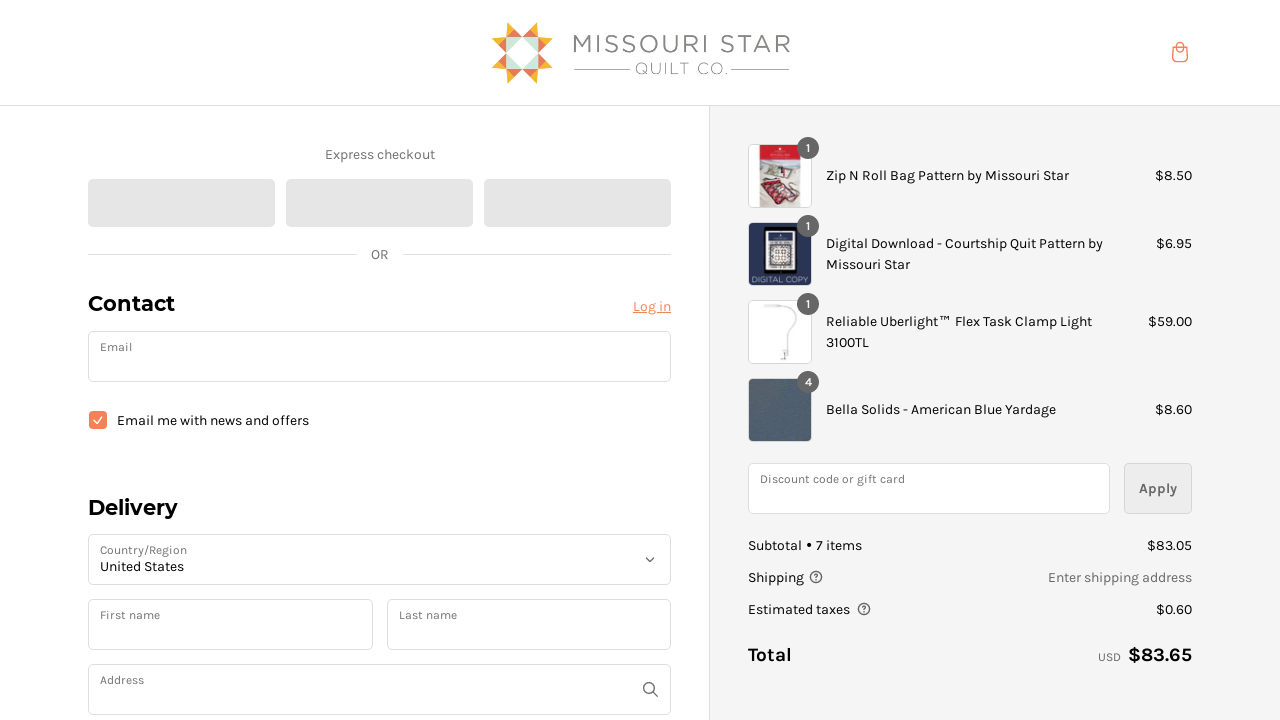 MISSOURI STAR
QUILT CO.
Express checkout
OR
Contact
Log in
Email
Email me with news and offers
Delivery
Country/Region
United States
First name
Last name
Address
1
Zip N Roll Bag Pattern by Missouri Star
$8.50
1
DIGITAL COPY
Digital Download - Courtship Quit Pattern by
Missouri Star
$6.95
1
Reliable Uberlight™ Flex Task Clamp Light
3100TL
$59.00
4
Bella Solids - American Blue Yardage
$8.60
Discount code or gift card
Apply
Subtotal • 7 items
$83.05
Shipping
Enter shipping address
Estimated taxes
$0.60
Total
USD $83.65